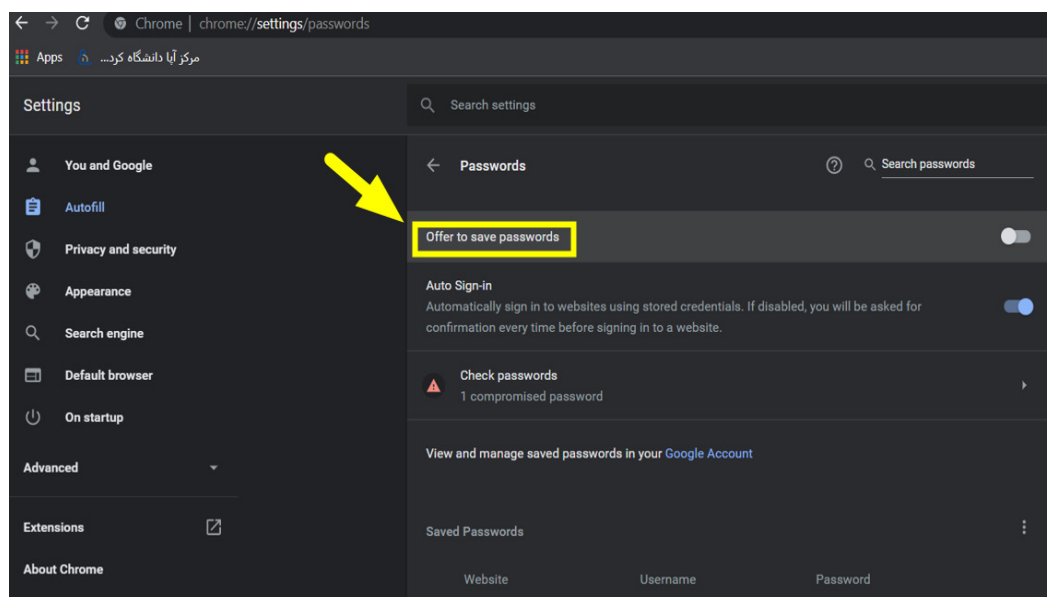 Chrome | chrome://settings/passwords
Apps مرکز آپا دانشگاه کرد...
Settings
Search settings
You and Google
Autofill
Privacy and security
Appearance
Search engine
Default browser
On startup
Advanced
Extensions
About Chrome
Passwords
Search passwords
Offer to save passwords
Auto Sign-in
Automatically sign in to websites using stored credentials. If disabled, you will be asked for
confirmation every time before signing in to a website.
Check passwords
1 compromised password
View and manage saved passwords in your Google Account
Saved Passwords
Website Username Password